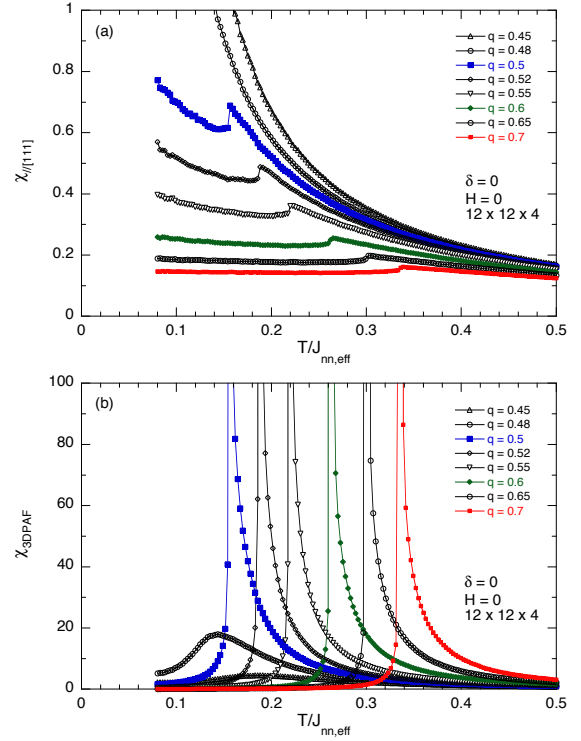 (a)
q = 0.45
q = 0.48
q = 0.5
q = 0.52
q = 0.55
q = 0.6
q = 0.65
q = 0.7
δ = 0
H = 0
12 x 12 x 4
1
0.8
0.6
0.4
0.2
0
χ//[111]
0 0.1 0.2 0.3 0.4 0.5
T/Jnn,eff
(b)
q = 0.45
q = 0.48
q = 0.5
q = 0.52
q = 0.55
q = 0.6
q = 0.65
q = 0.7
δ = 0
H = 0
12 x 12 x 4
100
80
60
40
20
0
χ3DPAF
0 0.1 0.2 0.3 0.4 0.5
T/Jnn,eff